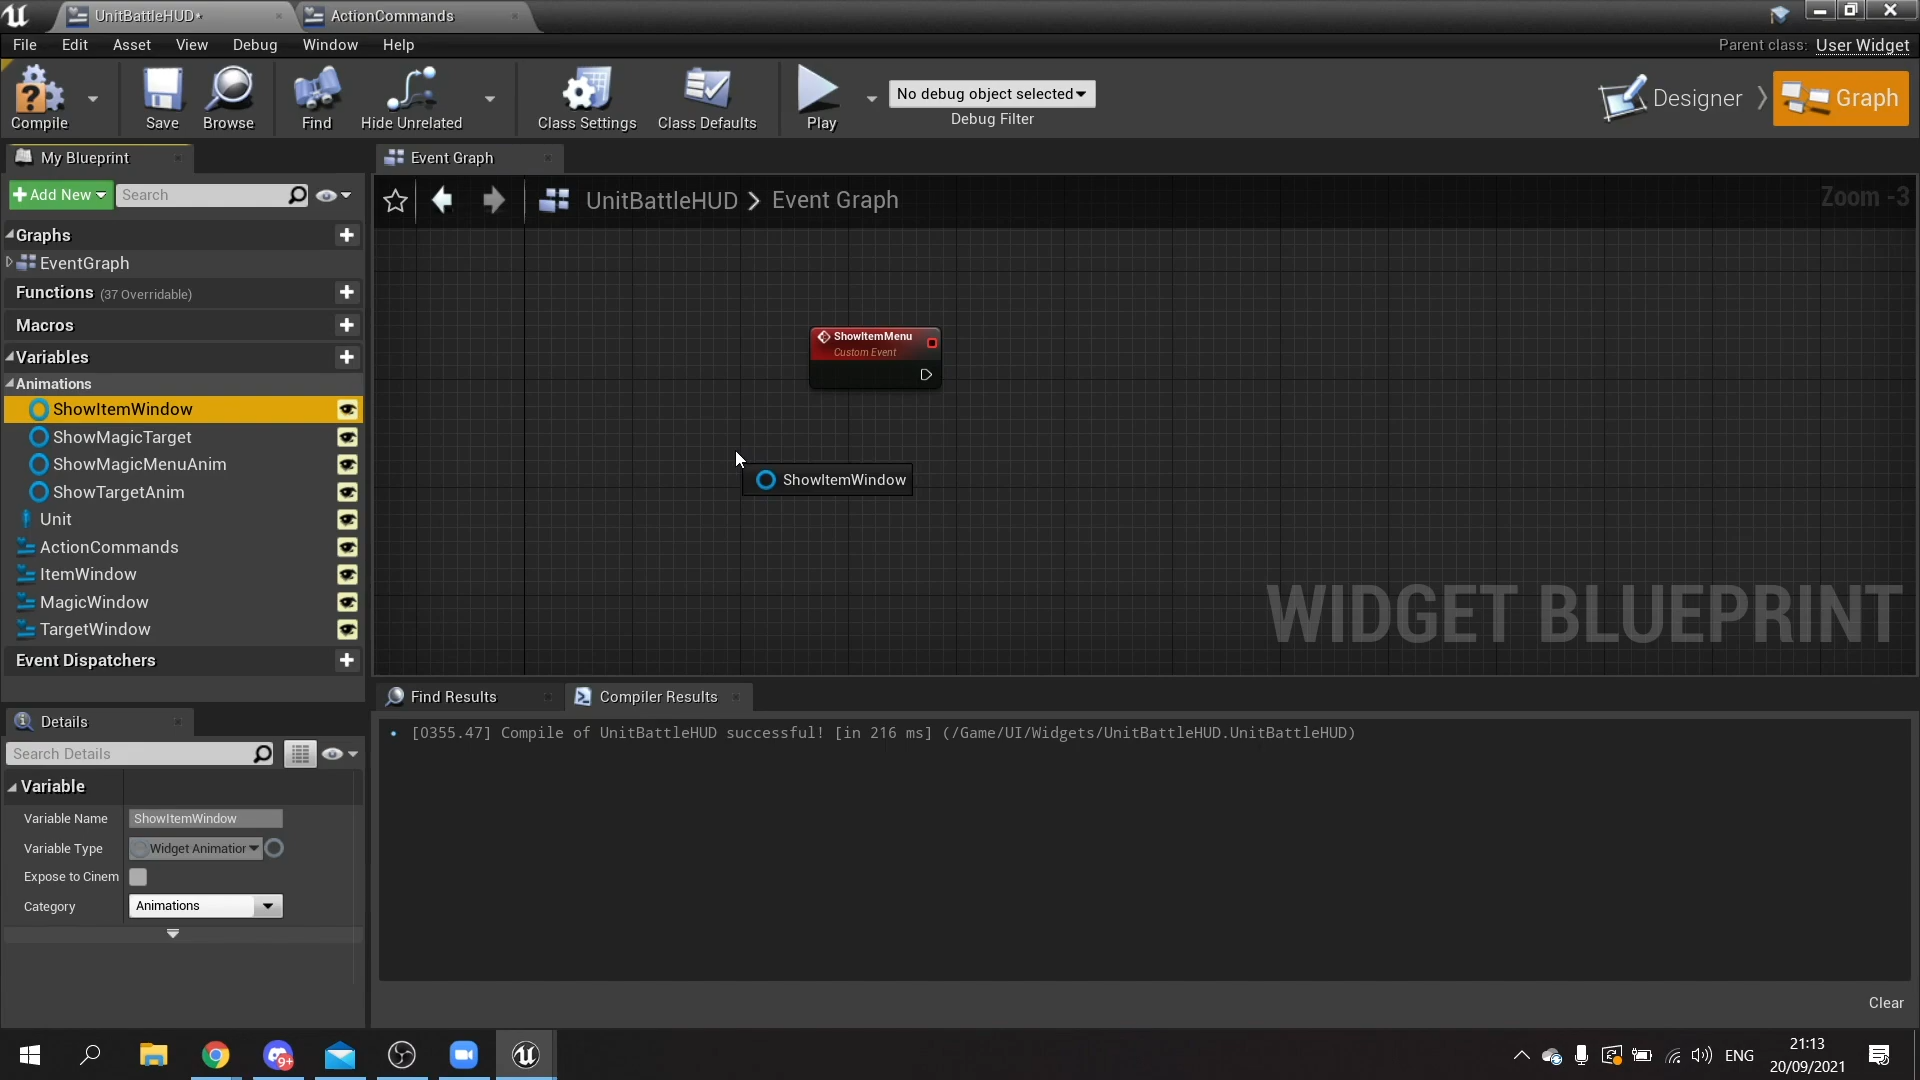 UnitBattleHUD*
ActionCommands
File Edit Asset View Debug Window Help
Parent class: User Widget
Compile
Save
Browse
Find
Hide Unrelated
Class Settings
Class Defaults
Play
No debug object selected
Debug Filter
Designer
Graph
My Blueprint
Event Graph
Add New
Search
UnitBattleHUD > Event Graph
Zoom -3
Graphs
EventGraph
Functions (37 Overridable)
Macros
Variables
Animations
ShowItemWindow
ShowMagicTarget
ShowMagicMenuAnim
ShowTargetAnim
Unit
ActionCommands
ItemWindow
MagicWindow
TargetWindow
Event Dispatchers
ShowItemMenu
Custom Event
ShowItemWindow
WIDGET BLUEPRINT
Find Results
Compiler Results
• [0355.47] Compile of UnitBattleHUD successful! [in 216 ms] (/Game/UI/Widgets/UnitBattleHUD.UnitBattleHUD)
Clear
Details
Search Details
Variable
Variable Name ShowItemWindow
Variable Type Widget Animation
Expose to Cinem
Category Animations
9+
ENG
21:13
20/09/2021